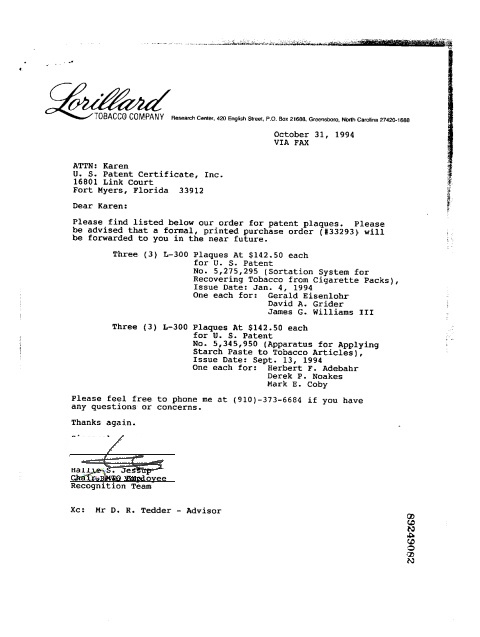 Lorillard
TOBACCO COMPANY Research Center, 420 English Street, P.O. Box 21688, Greensboro, North Carolina 27420-1688
October 31, 1994
VIA FAX
ATTN: Karen
U. S. Patent Certificate, Inc.
16801 Link Court
Fort Myers, Florida 33912
Dear Karen:
Please find listed below our order for patent plaques. Please
be advised that a formal, printed purchase order (#33293) will
be forwarded to you in the near future.
Three (3) L-300 Plaques At $142.50 each
for U. S. Patent
No. 5,275,295 (Sortation System for
Recovering Tobacco from Cigarette Packs),
Issue Date: Jan. 4, 1994
One each for: Gerald Eisenlohr
David A. Grider
James G. Williams III
Three (3) L-300 Plaques At $142.50 each
for U. S. Patent
No. 5,345,950 (Apparatus for Applying
Starch Paste to Tobacco Articles),
Issue Date: Sept. 13, 1994
One each for: Herbert F. Adebahr
Derek P. Noakes
Mark E. Coby
Please feel free to phone me at (910)-373-6684 if you have
any questions or concerns.
Thanks again.
Hallie S. Jessup
Employee
Recognition Team
Xc: Mr D. R. Tedder - Advisor
89249082